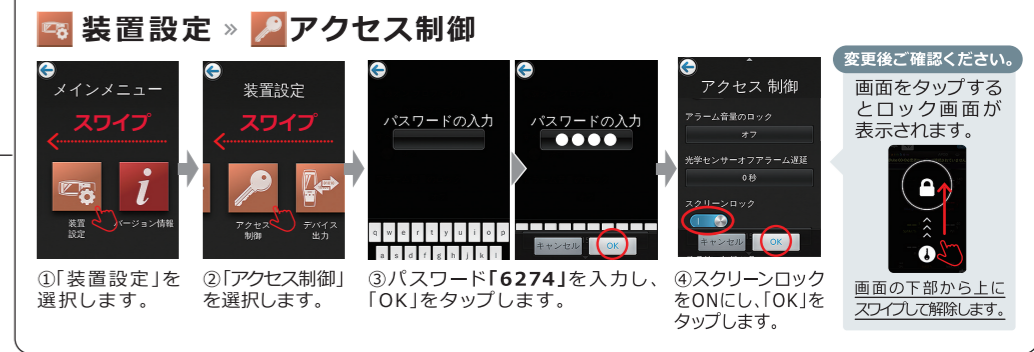 装置設定 » アクセス制御
メインメニュー
スワイプ
装置
設定
バージョン情報
①「装置設定」を
選択します。
装置設定
スワイプ
アクセス
制御
デバイス
出力
②「アクセス制御」
を選択します。
パスワードの入力
q w e r t y u i o p
a s d f g h j k l
パスワードの入力
キャンセル OK
③パスワード「6274」を入力し、
「OK」をタップします。
アクセス 制御
アラーム音量のロック
オフ
光学センサーオフアラーム遅延
0 秒
スクリーンロック
キャンセル OK
④スクリーンロック
をONにし、「OK」を
タップします。
変更後ご確認ください。
画面をタップする
とロック画面が
表示されます。
画面の下部から上に
スワイプして解除します。